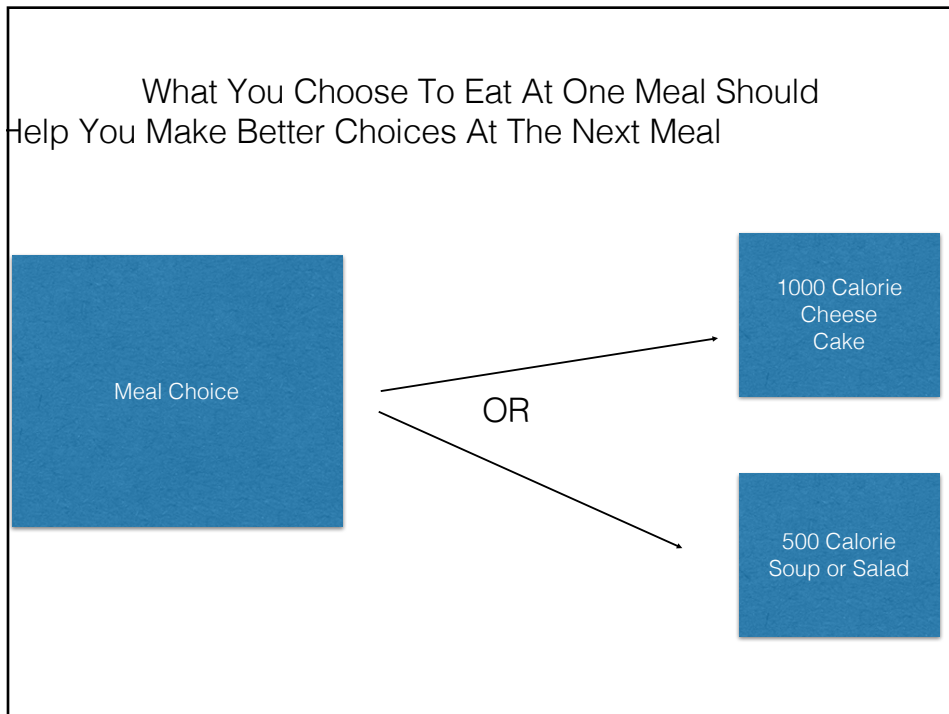 What You Choose To Eat At One Meal Should
Help You Make Better Choices At The Next Meal
Meal Choice
OR
1000 Calorie
Cheese
Cake
500 Calorie
Soup or Salad